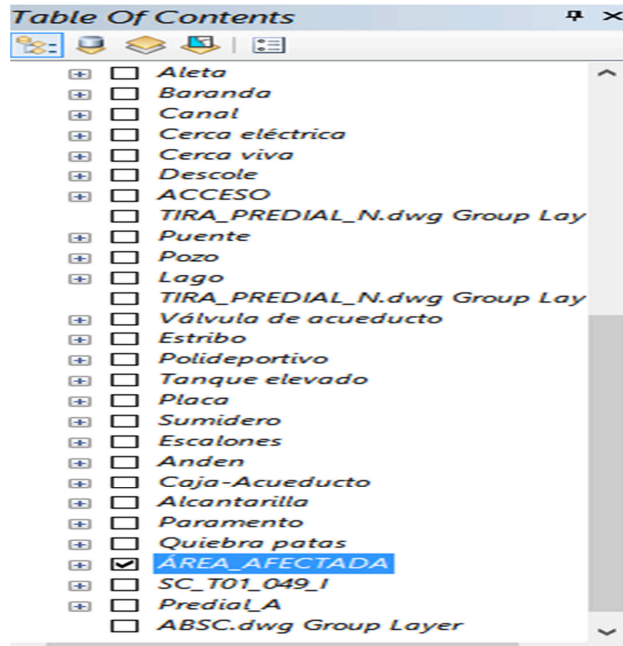 Table Of Contents
Aleta
Baranda
Canal
Cerca eléctrica
Cerca viva
Descole
ACCESO
TIRA_PREDIAL_N.dwg Group Lay
Puente
Pozo
Lago
TIRA_PREDIAL_N.dwg Group Lay
Válvula de acueducto
Estribo
Polideportivo
Tanque elevado
Placa
Sumidero
Escalones
Anden
Caja-Acueducto
Alcantarilla
Paramento
Quiebra patas
ÁREA_AFECTADA
SC_T01_049_I
Predial_A
ABSC.dwg Group Layer